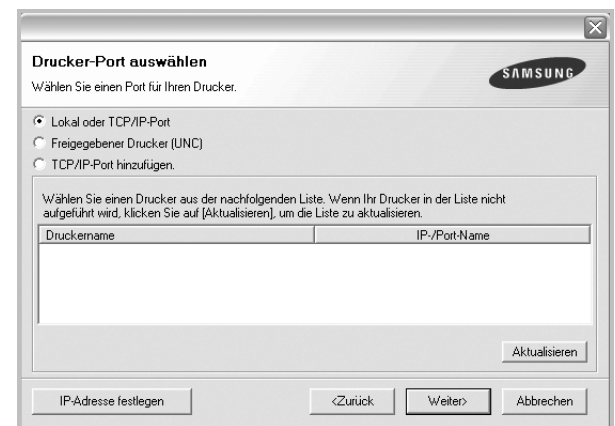 Drucker-Port auswählen
Wählen Sie einen Port für Ihren Drucker.
SAMSUNG
Lokal oder TCP/IP-Port
Freigegebener Drucker (UNC)
TCP/IP-Port hinzufügen.
Wählen Sie einen Drucker aus der nachfolgenden Liste. Wenn Ihr Drucker in der Liste nicht
aufgeführt wird, klicken Sie auf [Aktualisieren], um die Liste zu aktualisieren.
Druckername IP-/Port-Name
Aktualisieren
IP-Adresse festlegen <Zurück Weiter> Abbrechen